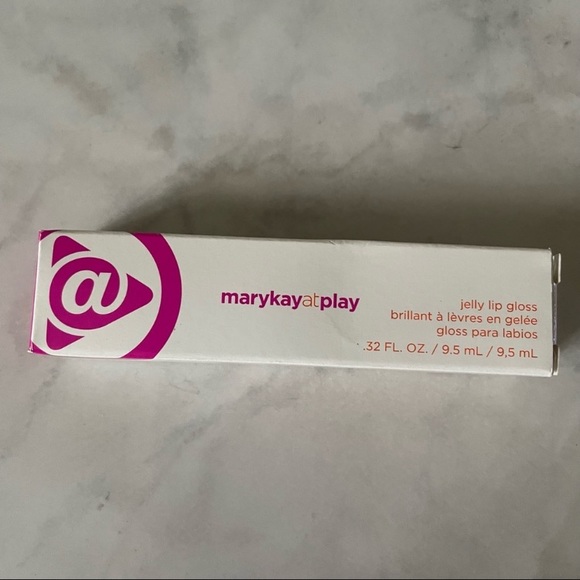 @
marykayatplay
jelly lip gloss
brillant à lèvres en gelée
gloss para labios
.32 FL. OZ. / 9.5 mL / 9,5 mL